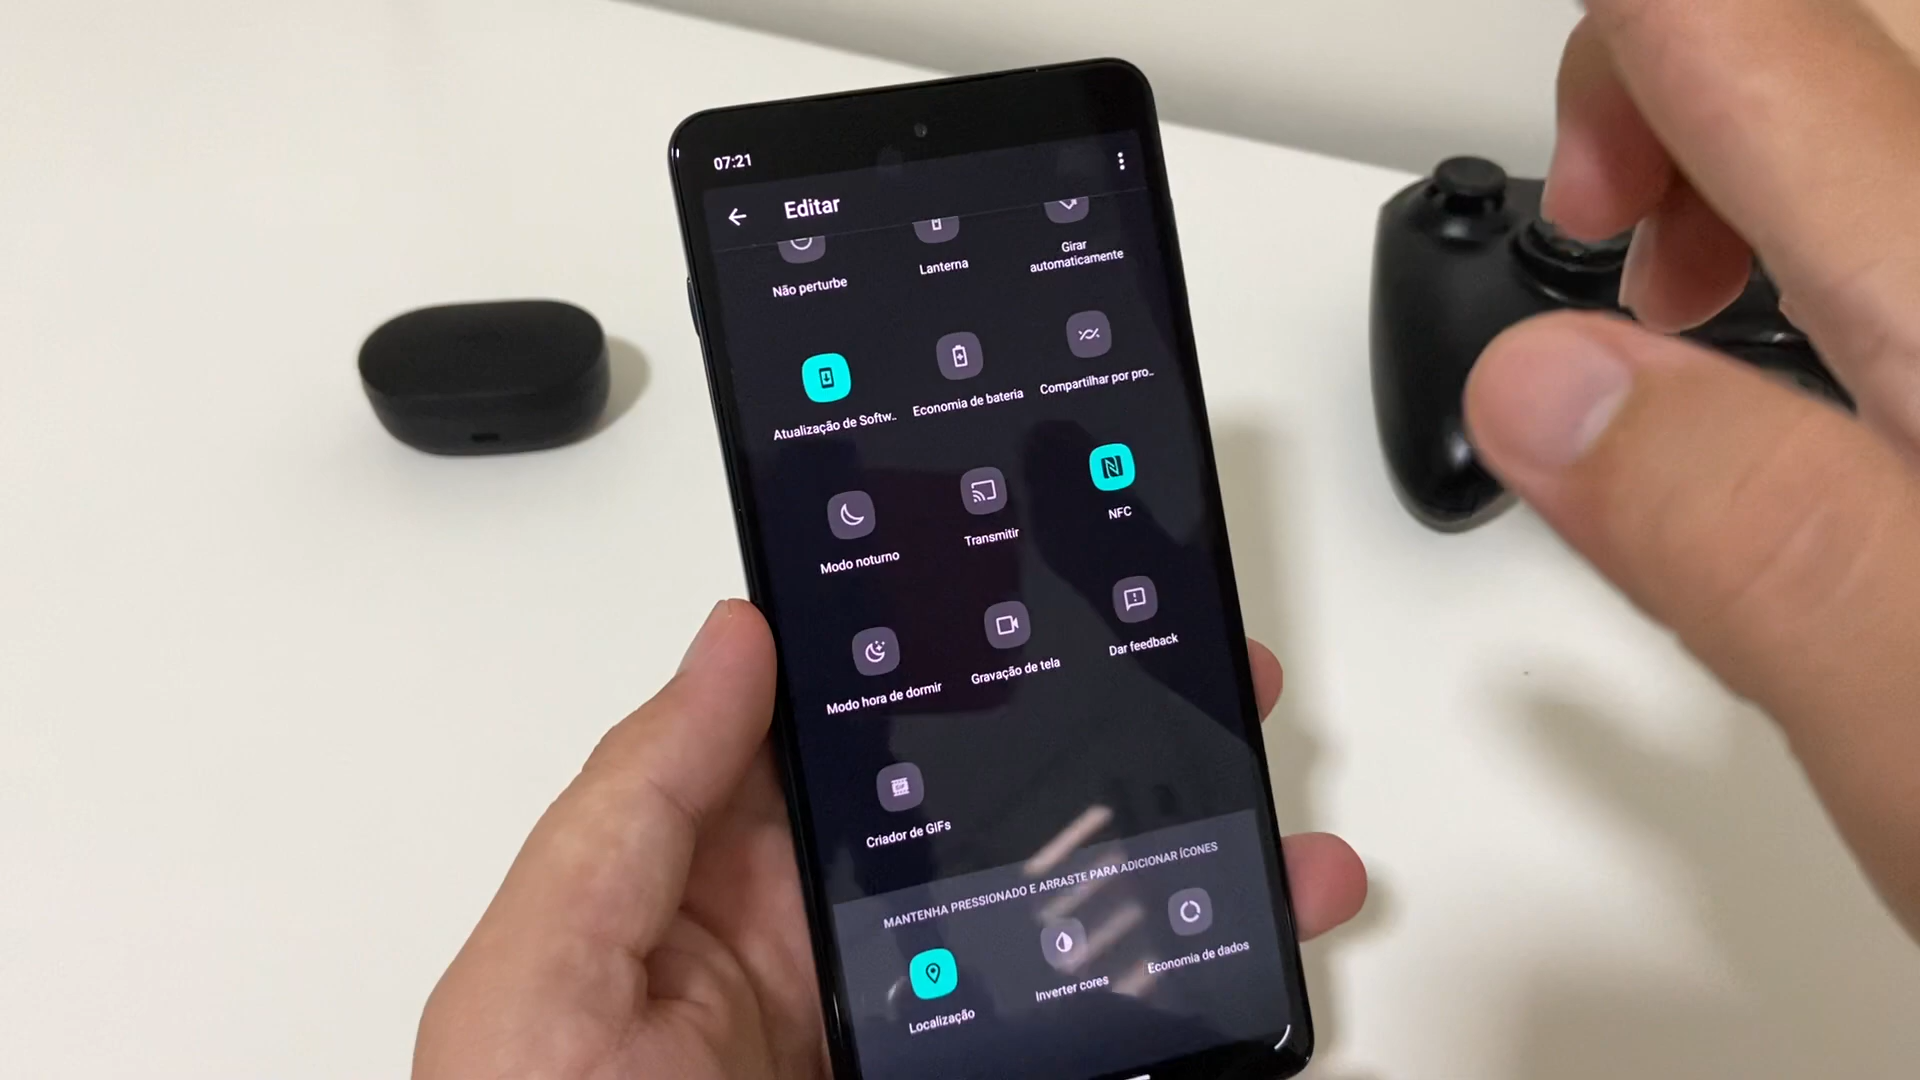 07:21
Editar
Não perturbe
Lanterna
Girar
automaticamente
Atualização de Softw..
Economia de bateria
Compartilhar por pro..
Modo noturno
Transmitir
NFC
Modo hora de dormir
Gravação de tela
Dar feedback
Criador de GIFs
MANTENHA PRESSIONADO E ARRASTE PARA ADICIONAR ÍCONES
Localização
Inverter cores
Economia de dados